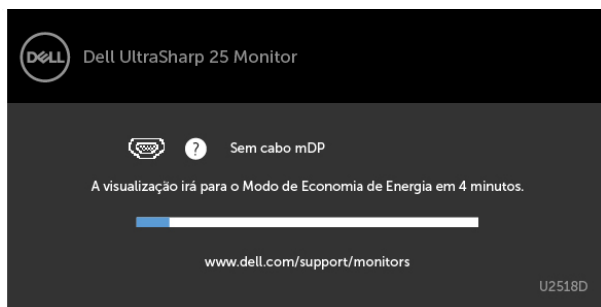 DELL Dell UltraSharp 25 Monitor
? Sem cabo mDP
A visualização irá para o Modo de Economia de Energia em 4 minutos.
www.dell.com/support/monitors
U2518D